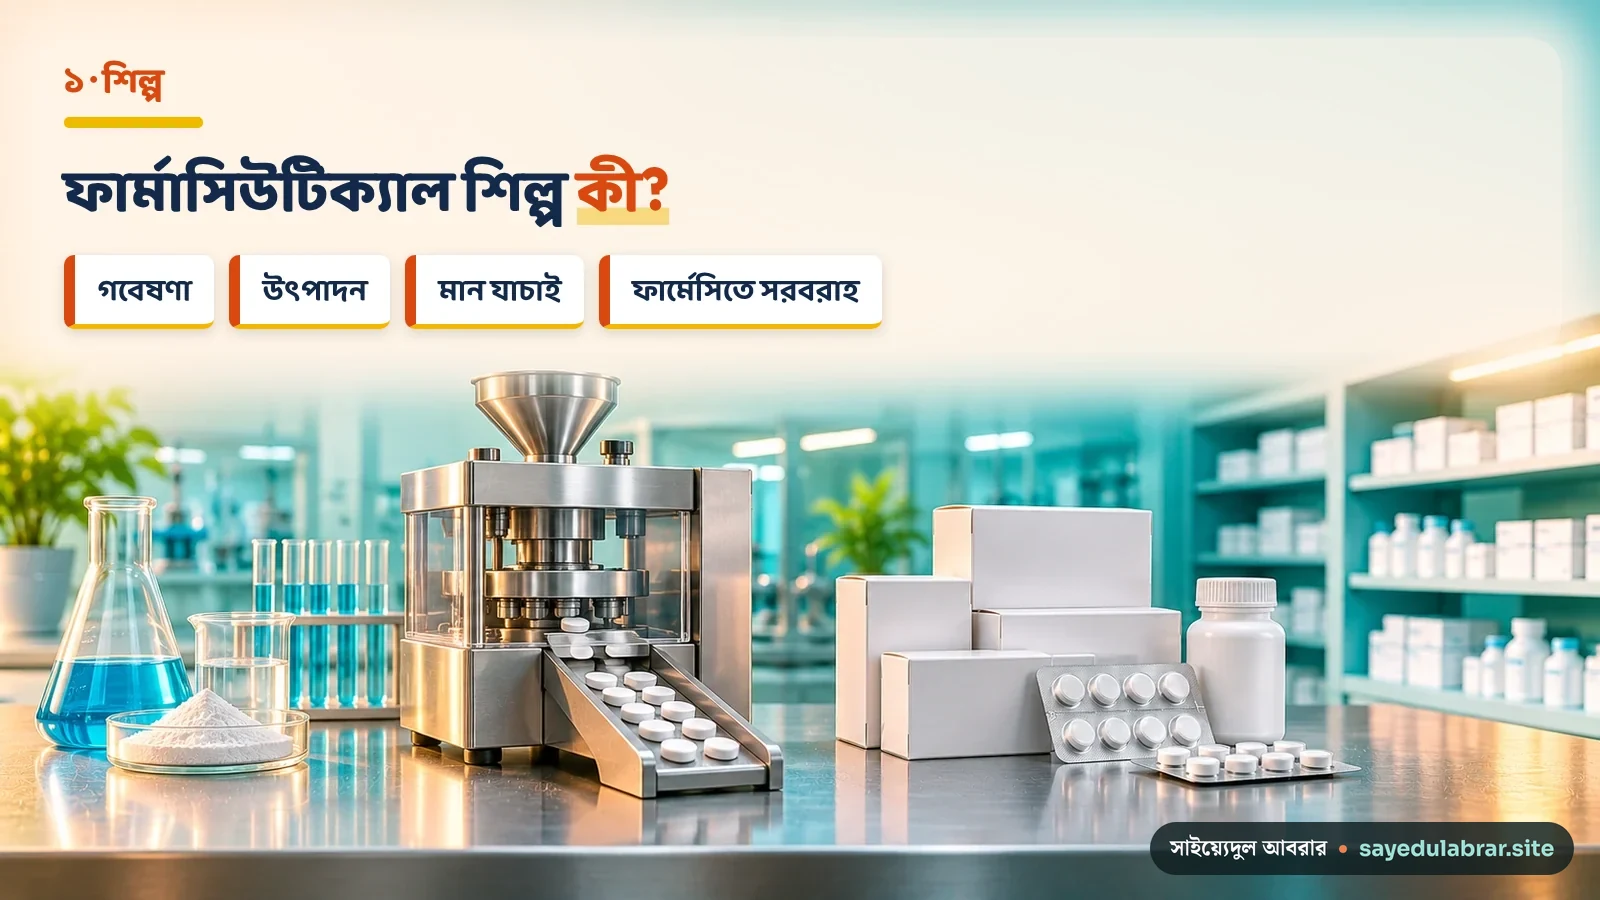 ১·শিল্প
ফার্মাসিউটিক্যাল শিল্প কী?
গবেষণা
উৎপাদন
মান যাচাই
ফার্মেসিতে সরবরাহ
সাইয়্যেদুল আবরার • sayedulabrar.site